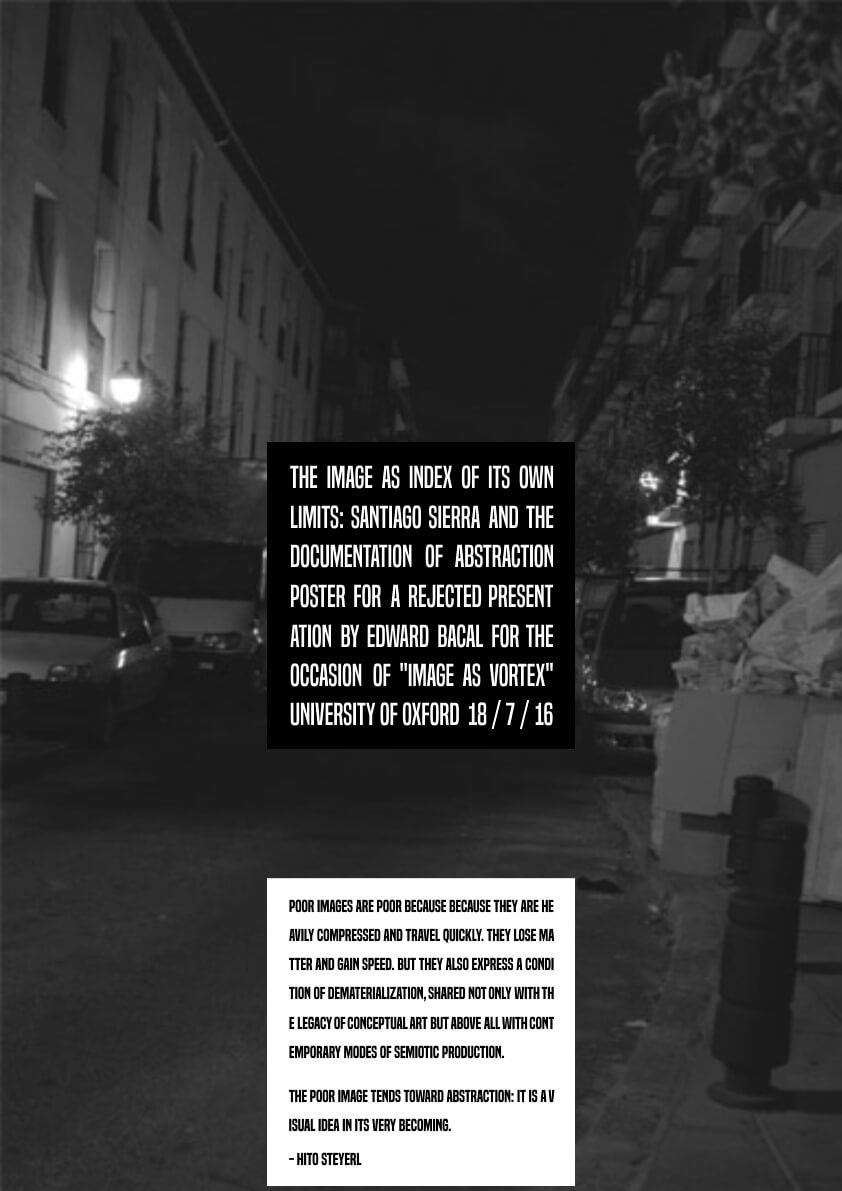 THE IMAGE AS INDEX OF ITS OWN
LIMITS: SANTIAGO SIERRA AND THE
DOCUMENTATION OF ABSTRACTION
POSTER FOR A REJECTED PRESENT
ATION BY EDWARD BACAL FOR THE
OCCASION OF "IMAGE AS VORTEX"
UNIVERSITY OF OXFORD 18 / 7 / 16
POOR IMAGES ARE POOR BECAUSE BECAUSE THEY ARE HE
AVILY COMPRESSED AND TRAVEL QUICKLY. THEY LOSE MA
TTER AND GAIN SPEED. BUT THEY ALSO EXPRESS A CONDI
TION OF DEMATERIALIZATION, SHARED NOT ONLY WITH TH
E LEGACY OF CONCEPTUAL ART BUT ABOVE ALL WITH CONT
EMPORARY MODES OF SEMIOTIC PRODUCTION.
THE POOR IMAGE TENDS TOWARD ABSTRACTION: IT IS A V
ISUAL IDEA IN ITS VERY BECOMING.
– HITO STEYERL